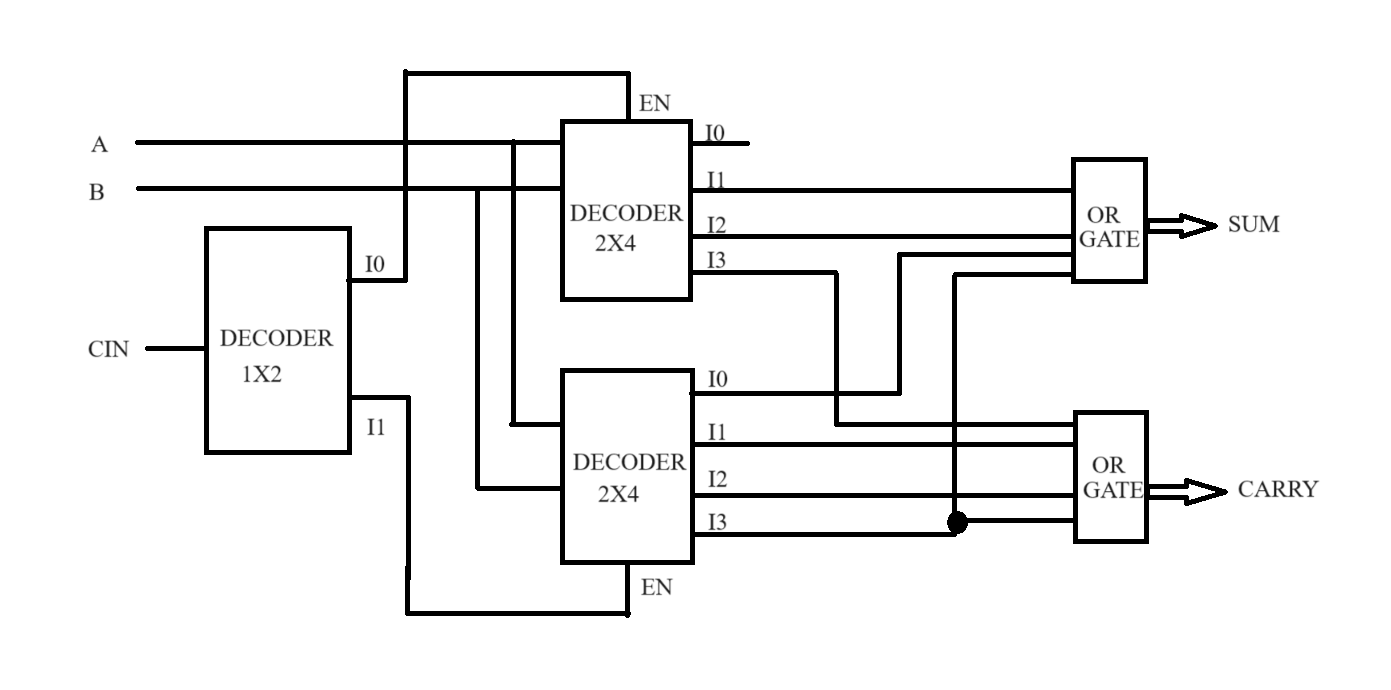 EN
A
I0
B
I1
DECODER
2X4
I2
I3
OR
GATE
SUM
I0
CIN
DECODER
1X2
I1
I0
I1
DECODER
2X4
I2
I3
OR
GATE
CARRY
EN